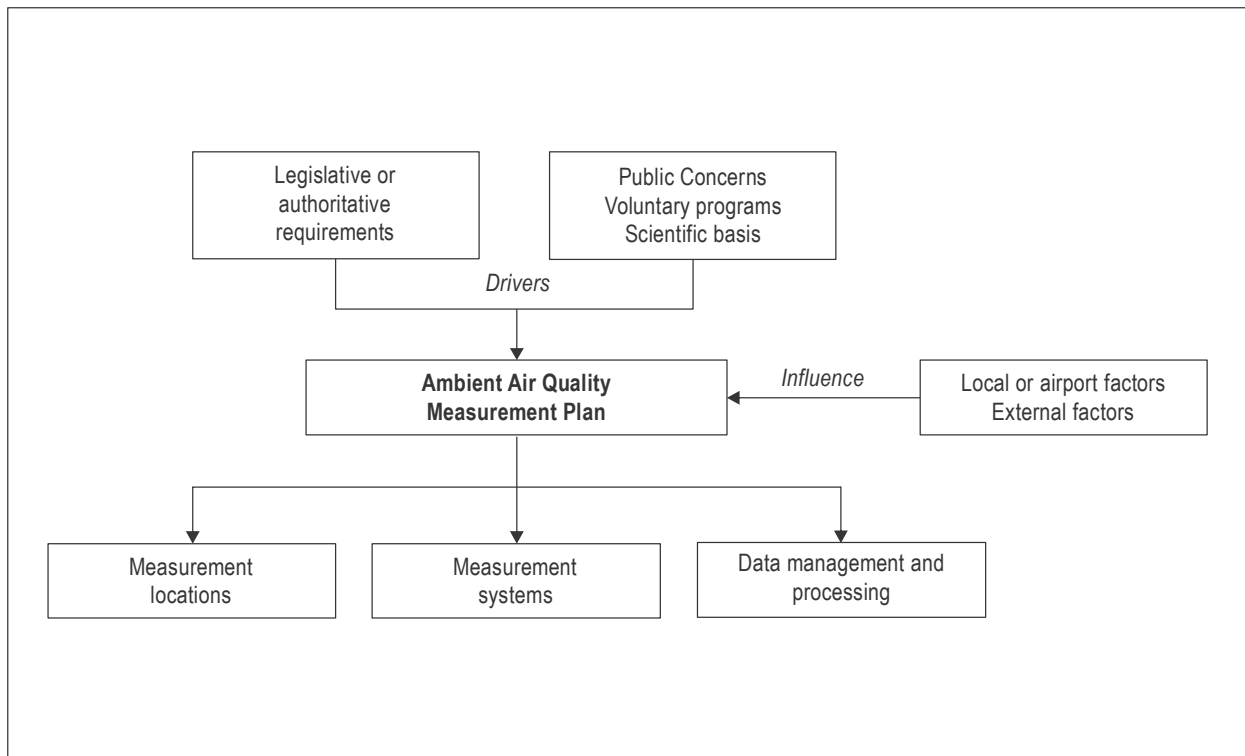 Legislative or
authoritative
requirements
Public Concerns
Voluntary programs
Scientific basis
Drivers
Ambient Air Quality
Measurement Plan
Influence
Local or airport factors
External factors
Measurement
locations
Measurement
systems
Data management and
processing